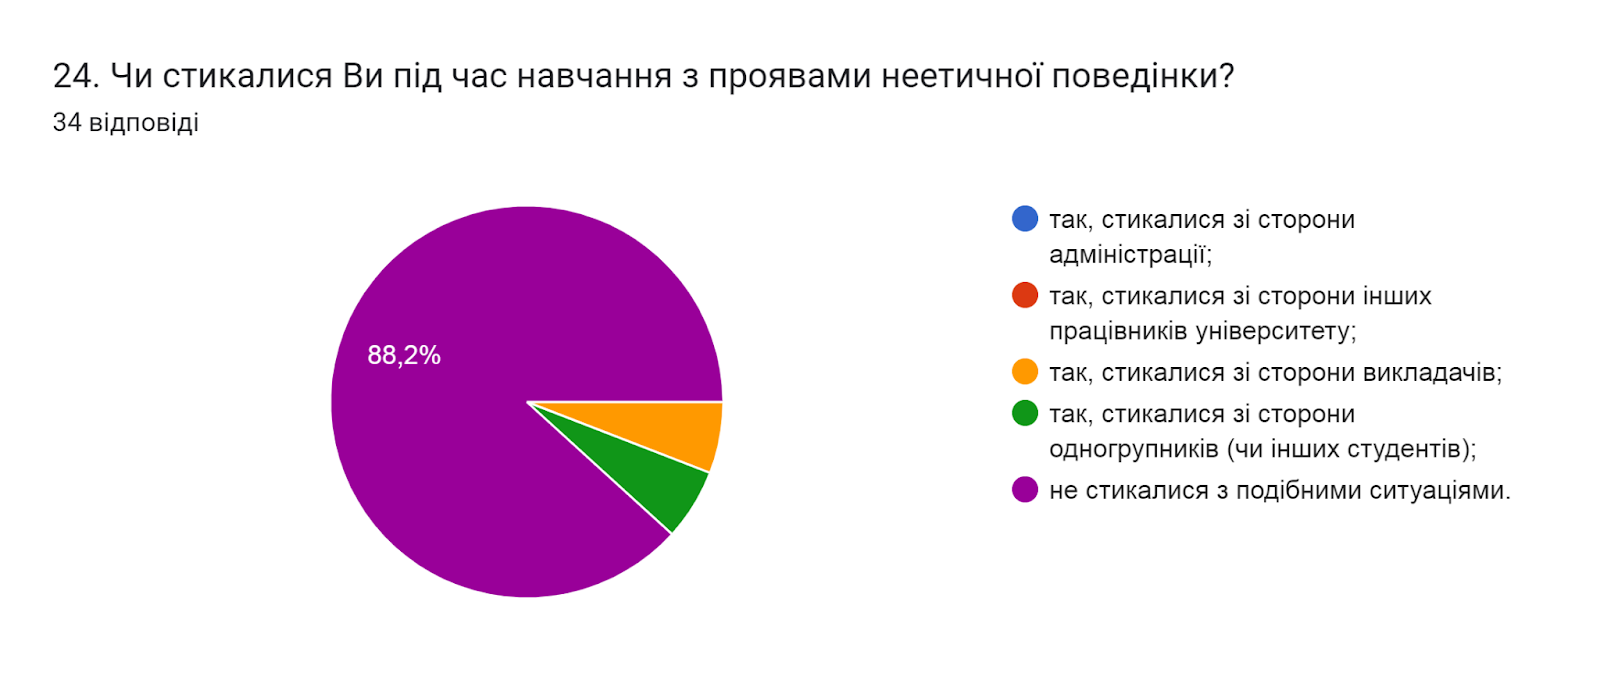 24. Чи стикалися Ви під час навчання з проявами неетичної поведінки?
34 відповіді
88,2%
так, стикалися зі сторони
адміністрації;
так, стикалися зі сторони інших
працівників університету;
так, стикалися зі сторони викладачів;
так, стикалися зі сторони
одногрупників (чи інших студентів);
не стикалися з подібними ситуаціями.